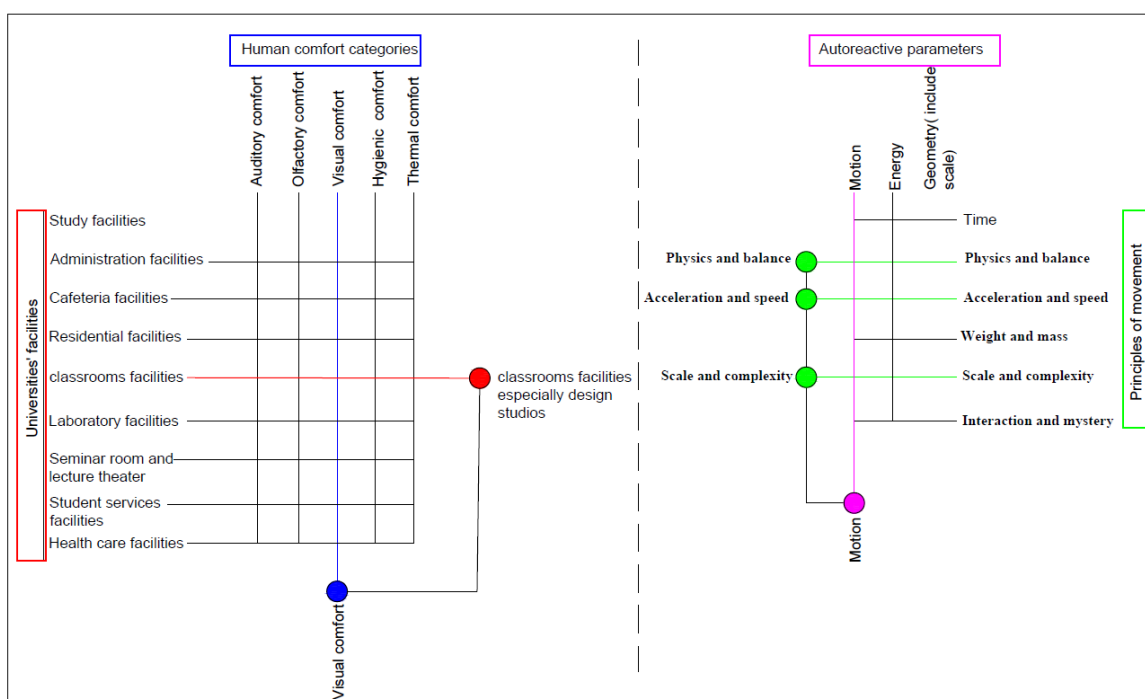 Human comfort categories
Auditory comfort
Olfactory comfort
Visual comfort
Hygienic comfort
Thermal comfort
Universities' facilities
Study facilities
Administration facilities
Cafeteria facilities
Residential facilities
classrooms facilities
Laboratory facilities
Seminar room and
lecture theater
Student services
facilities
Health care facilities
classrooms facilities
especially design
studios
Visual comfort
Autoreactive parameters
Motion
Energy
Geometry( include
scale)
Physics and balance
Acceleration and speed
Scale and complexity
Time
Physics and balance
Acceleration and speed
Weight and mass
Scale and complexity
Interaction and mystery
Principles of movement
Motion